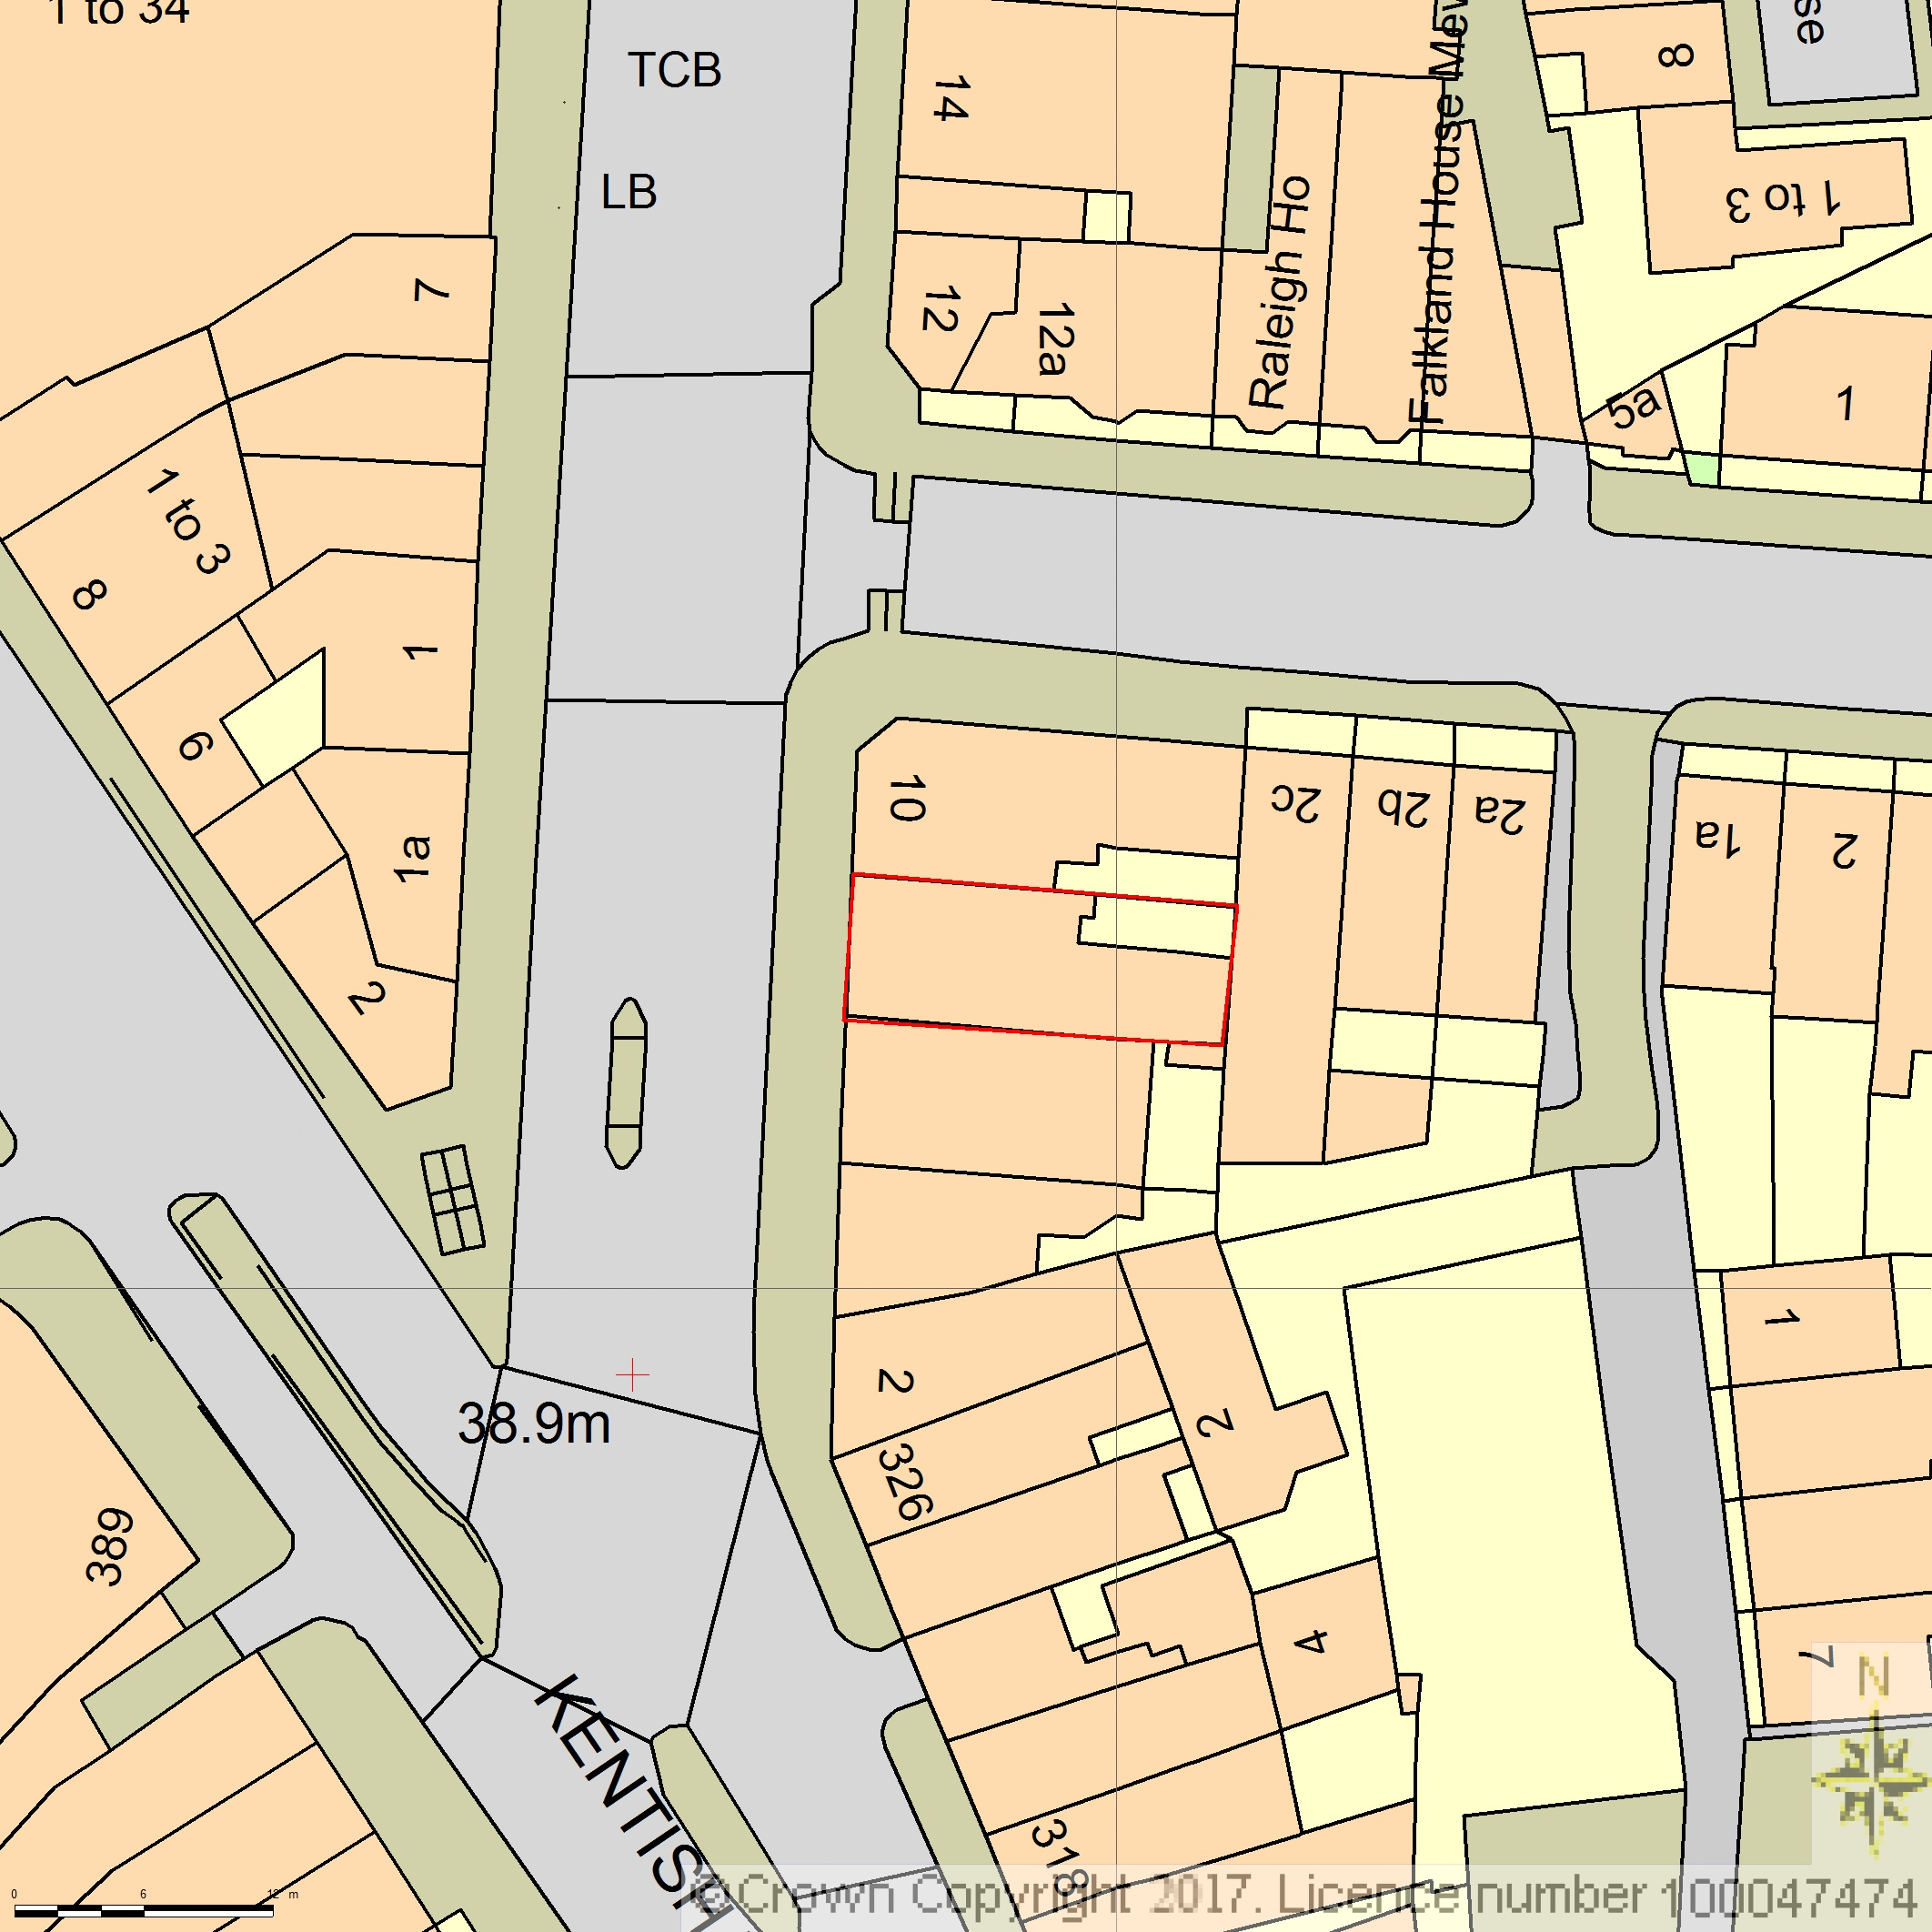 1 to 34
TCB
14
Falkland House Mew
8
se
LB
Raleigh Ho
1 to 3
7
12
12a
5a
1
1 to 3
8
1
6
10
2c
2b
2a
1a
2
1a
2
1
2
38.9m
326
2
389
4
7
N
KENTISH
318
0 6 12 m
©Crown Copyright 2017. Licence number 100047474